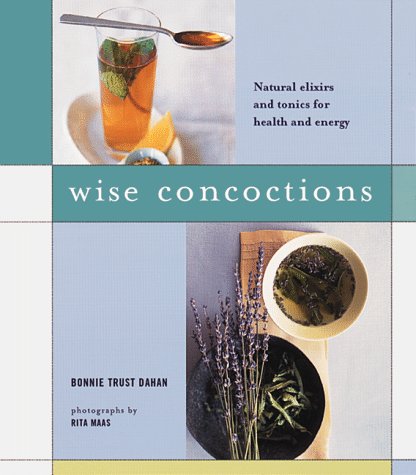 Natural elixirs
and tonics for
health and energy
wise concoctions
BONNIE TRUST DAHAN
photographs by
RITA MAAS